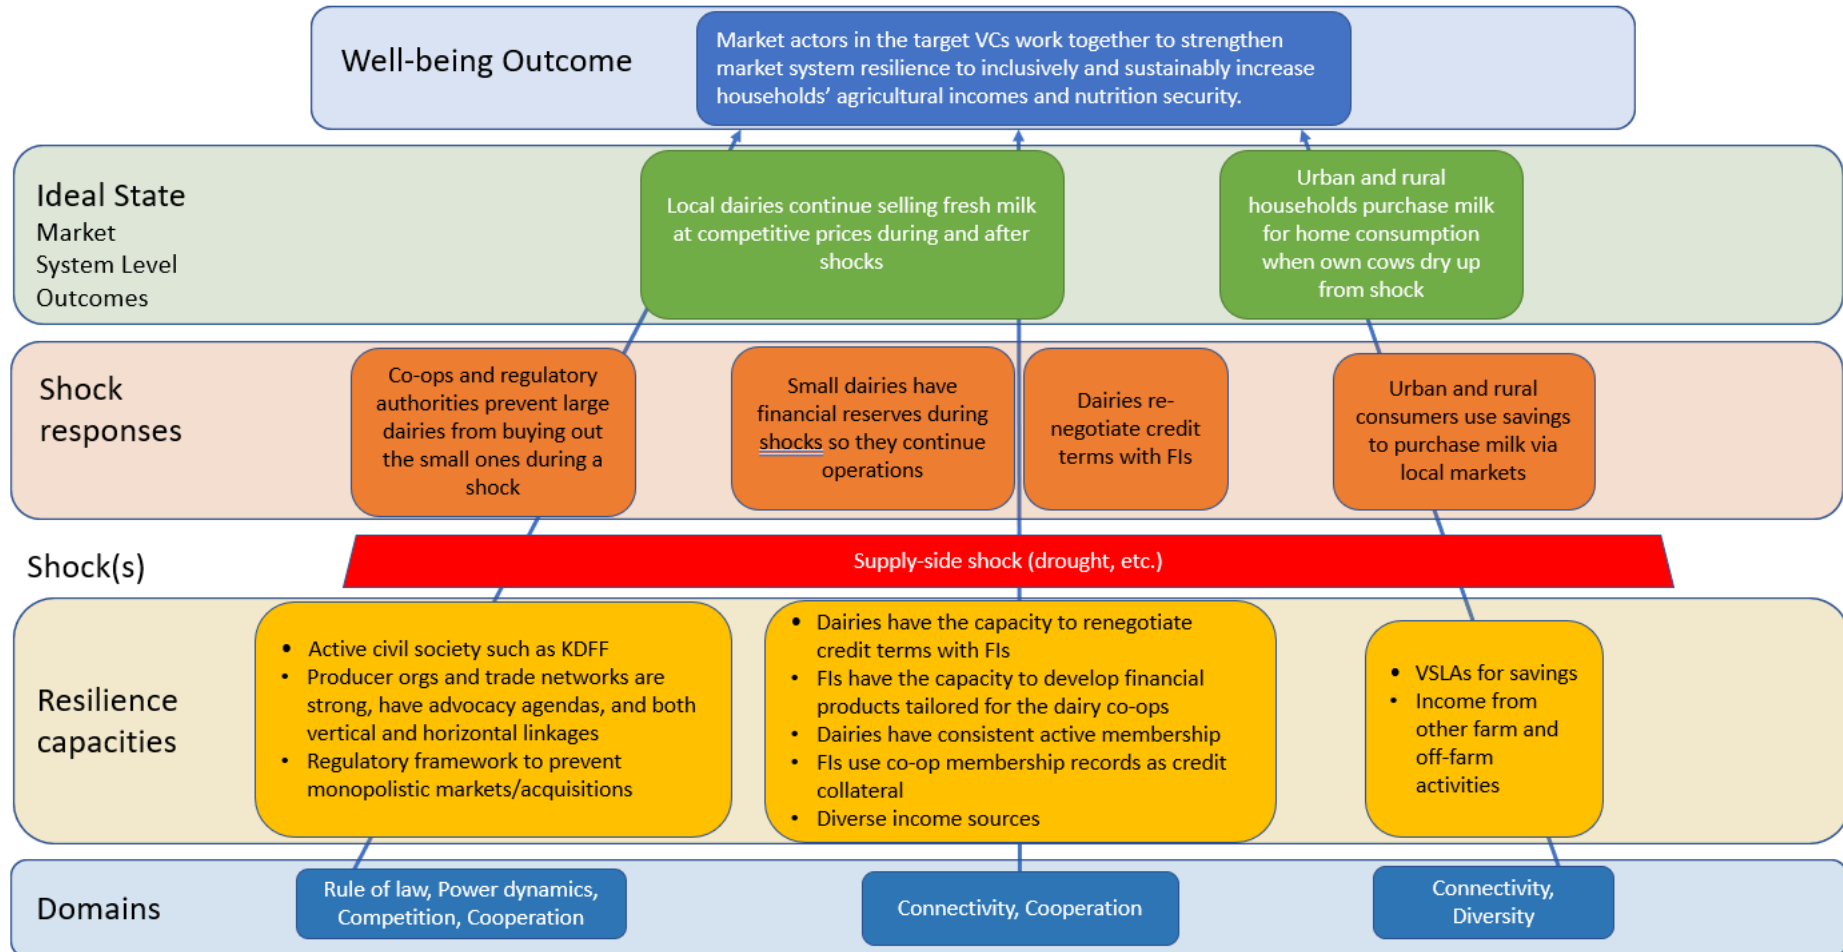 Well-being Outcome
Market actors in the target VCs work together to strengthen
market system resilience to inclusively and sustainably increase
households’ agricultural incomes and nutrition security.
Ideal State
Market
System Level
Outcomes
Local dairies continue selling fresh milk
at competitive prices during and after
shocks
Urban and rural
households purchase milk
for home consumption
when own cows dry up
from shock
Shock
responses
Co-ops and regulatory
authorities prevent large
dairies from buying out
the small ones during a
shock
Small dairies have
financial reserves during
shocks so they continue
operations
Dairies re-
negotiate credit
terms with FIs
Urban and rural
consumers use savings
to purchase milk via
local markets
Shock(s)
Supply-side shock (drought, etc.)
Resilience
capacities
• Active civil society such as KDFF
• Producer orgs and trade networks are
strong, have advocacy agendas, and both
vertical and horizontal linkages
• Regulatory framework to prevent
monopolistic markets/acquisitions
• Dairies have the capacity to renegotiate
credit terms with FIs
• FIs have the capacity to develop financial
products tailored for the dairy co-ops
• Dairies have consistent active membership
• FIs use co-op membership records as credit
collateral
• Diverse income sources
• VSLAs for savings
• Income from
other farm and
off-farm
activities
Domains
Rule of law, Power dynamics,
Competition, Cooperation
Connectivity, Cooperation
Connectivity,
Diversity